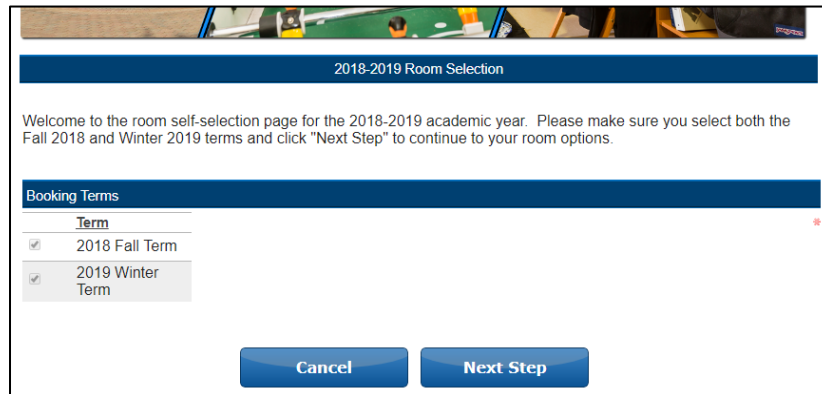 2018-2019 Room Selection
Welcome to the room self-selection page for the 2018-2019 academic year.  Please make sure you select both the
Fall 2018 and Winter 2019 terms and click "Next Step" to continue to your room options.
Booking Terms
Term
*
2018 Fall Term
2019 Winter
Term
Cancel
Next Step